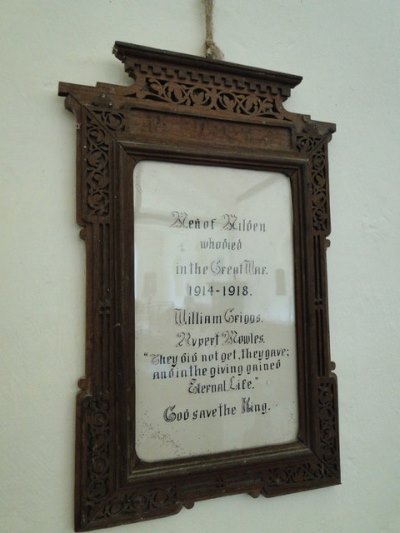 Men of Milden
who died
in the Great War.
1914-1918.
William Griggs.
Rupert Mowles.
"They did not get, they gave;
and in the giving gained
Eternal Life."
God save the King.